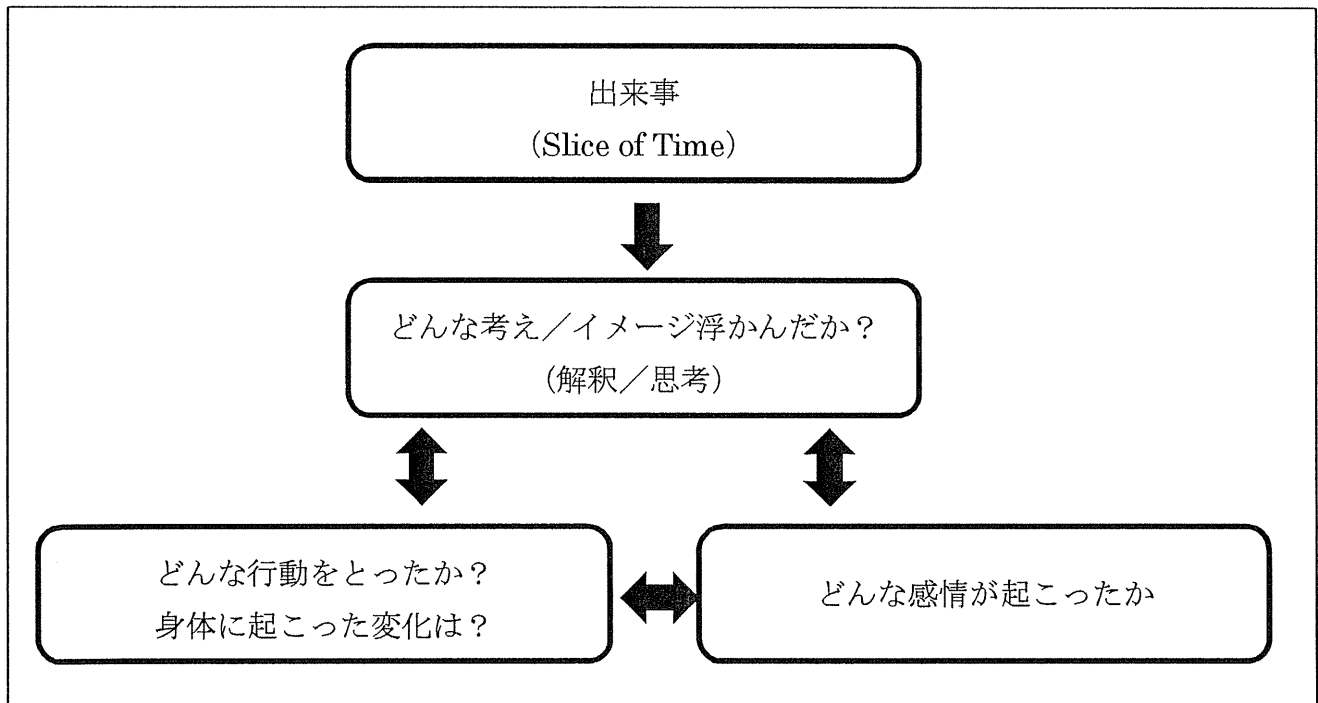 出来事
(Slice of Time)
どんな考え／イメージ浮かんだか？
(解釈／思考)
どんな行動をとったか？
身体に起こった変化は？
どんな感情が起こったか